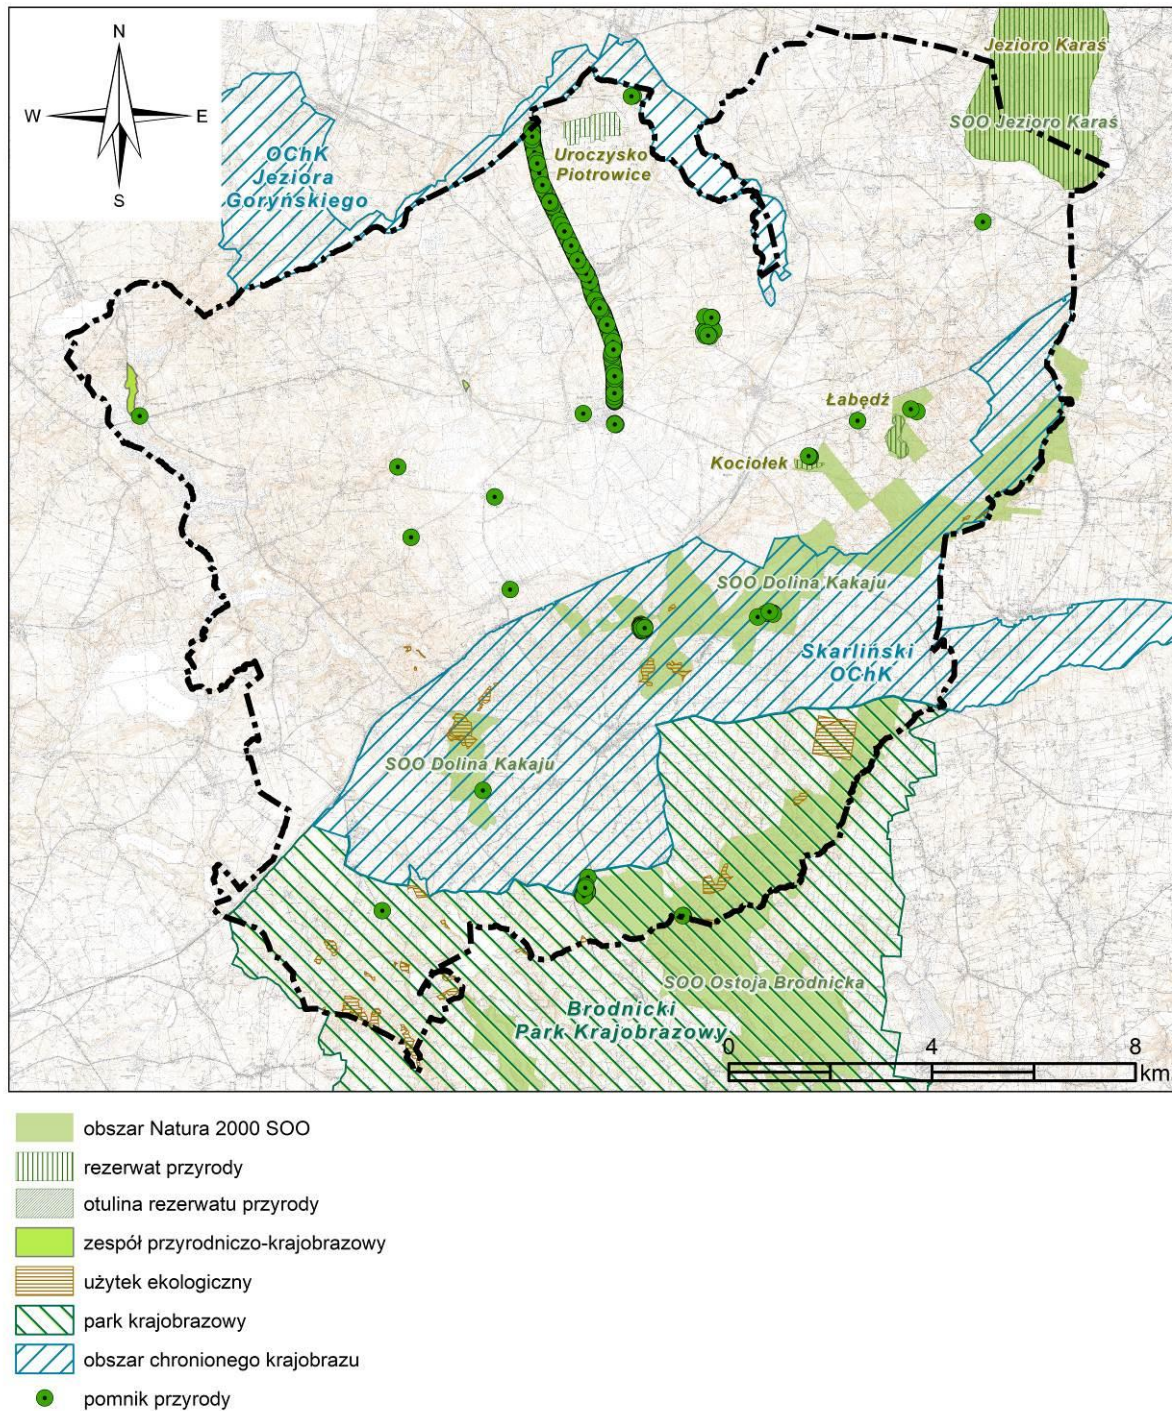 N
W
E
S
Jezioro Karaś
SOO Jezioro Karaś
OChK
Jeziora
Goryńskiego
Uroczysko
Piotrowice
Łabędź
Kociołek
SOO Dolina Kakaju
Skarliński
OChK
SOO Dolina Kakaju
SOO Ostoja Brodnicka
Brodnicki
Park Krajobrazowy
0 4 8
km
obszar Natura 2000 SOO
rezerwat przyrody
otulina rezerwatu przyrody
zespół przyrodniczo-krajobrazowy
użytek ekologiczny
park krajobrazowy
obszar chronionego krajobrazu
pomnik przyrody